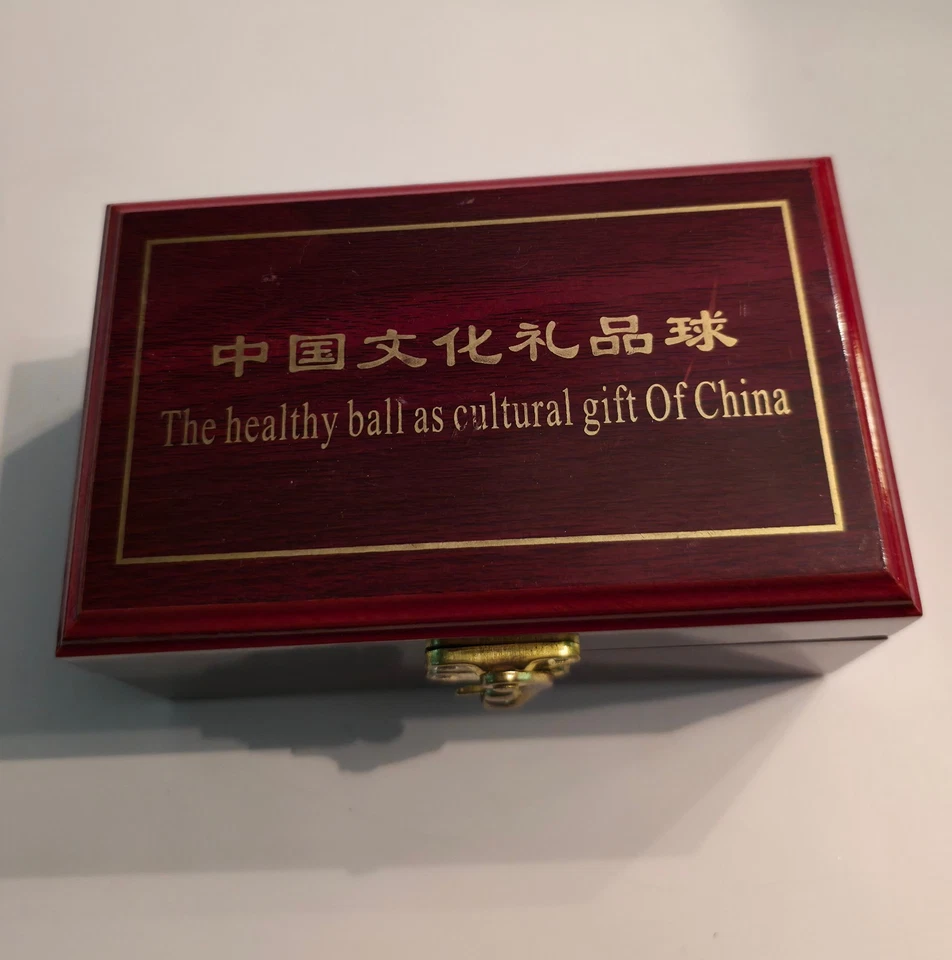 中国文化礼品球
The healthy ball as cultural gift Of China